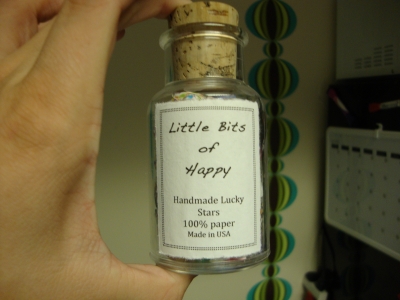 Little Bits
of
Happy
Handmade Lucky
Stars
100% paper
Made in USA